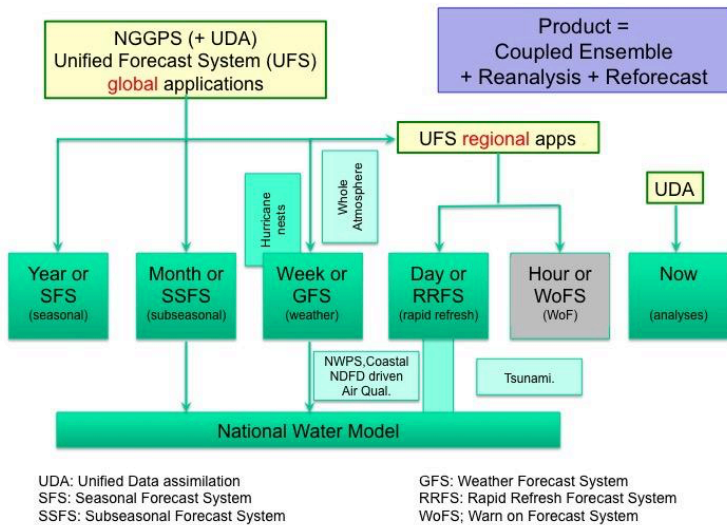 NGGPS (+ UDA)
Unified Forecast System (UFS)
global applications
Product =
Coupled Ensemble
+ Reanalysis + Reforecast
UFS regional apps
UDA
Hurricane
nests
Whole
Atmosphere
Year or
SFS
(seasonal)
Month or
SSFS
(subseasonal)
Week or
GFS
(weather)
Day or
RRFS
(rapid refresh)
Hour or
WoFS
(WoF)
Now
(analyses)
NWPS,Coastal
NDFD driven
Air Qual.
Tsunami.
National Water Model
UDA: Unified Data assimilation
SFS: Seasonal Forecast System
SSFS: Subseasonal Forecast System
GFS: Weather Forecast System
RRFS: Rapid Refresh Forecast System
WoFS; Warn on Forecast System